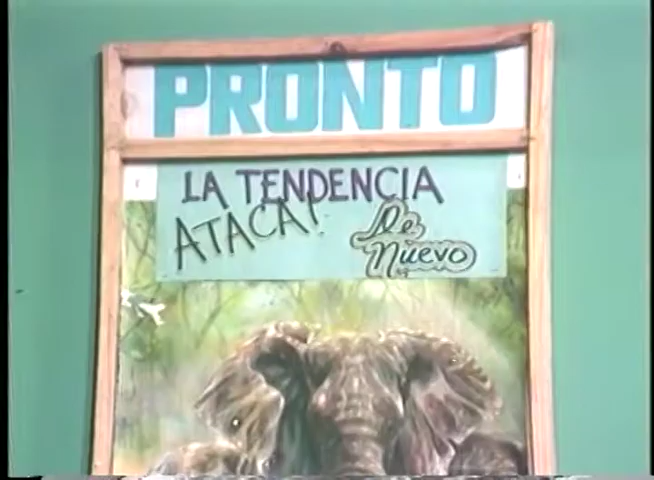 PRONTO
LA TENDENCIA
ATACA!
De
nuevo